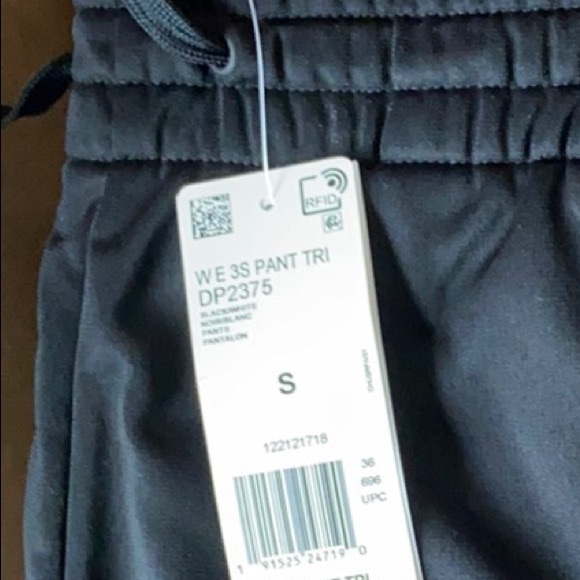 RFID
W E 3S PANT TRI
DP2375
BLACK/WHITE
NOIR/BLANC
PANTS
PANTALON
S
122121718
36
696
UPC
1 91525 24719 0